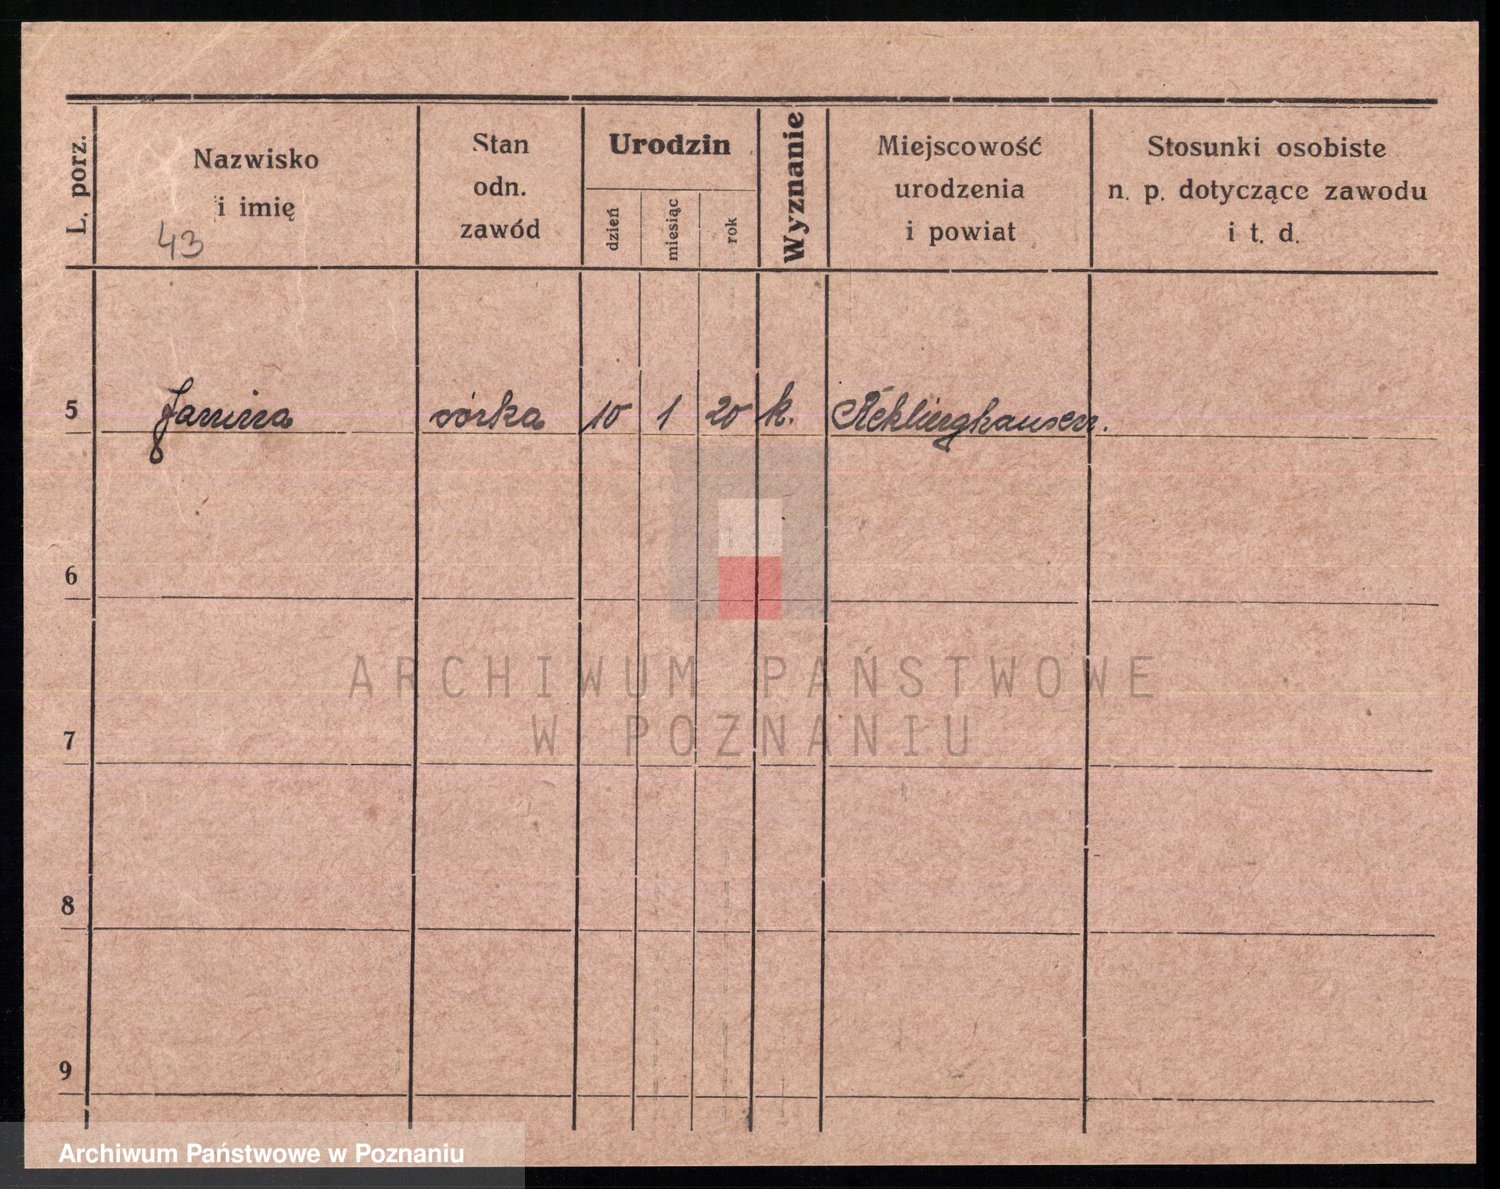 L. porz.
Nazwisko
i imię
43
Stan
odn.
zawód
Urodzin
dzień
miesiąc
rok
Wyznanie
Miejscowość
urodzenia
i powiat
Stosunki osobiste
n. p. dotyczące zawodu
i t. d.
5 Janina córka 10 1 20 k. Reklinghausen.
6
7
8
9
ARCHIWUM PAŃSTWOWE
W POZNANIU
Archiwum Państwowe w Poznaniu